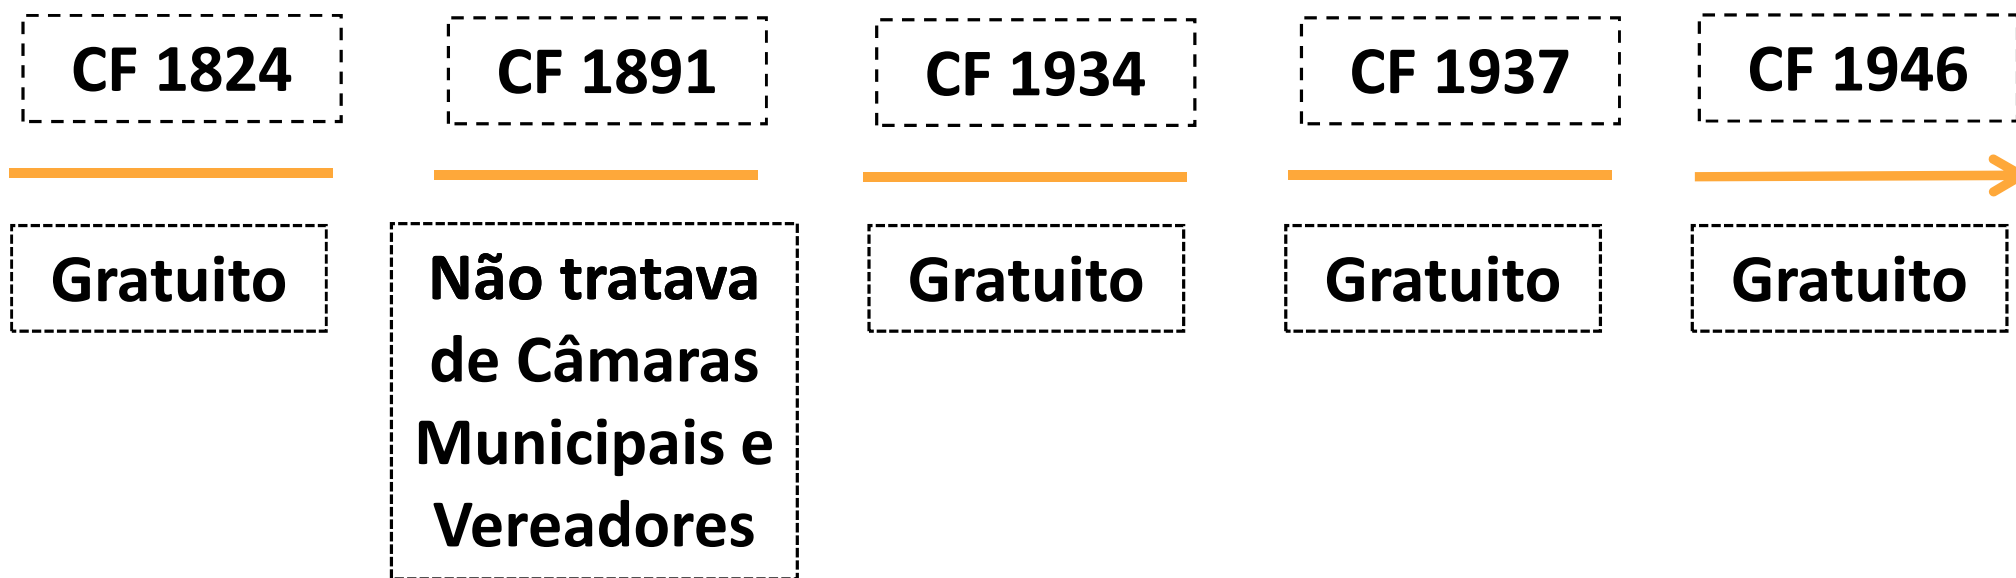 CF 1824
CF 1891
CF 1934
CF 1937
CF 1946
Gratuito
Não tratava
de Câmaras
Municipais e
Vereadores
Gratuito
Gratuito
Gratuito